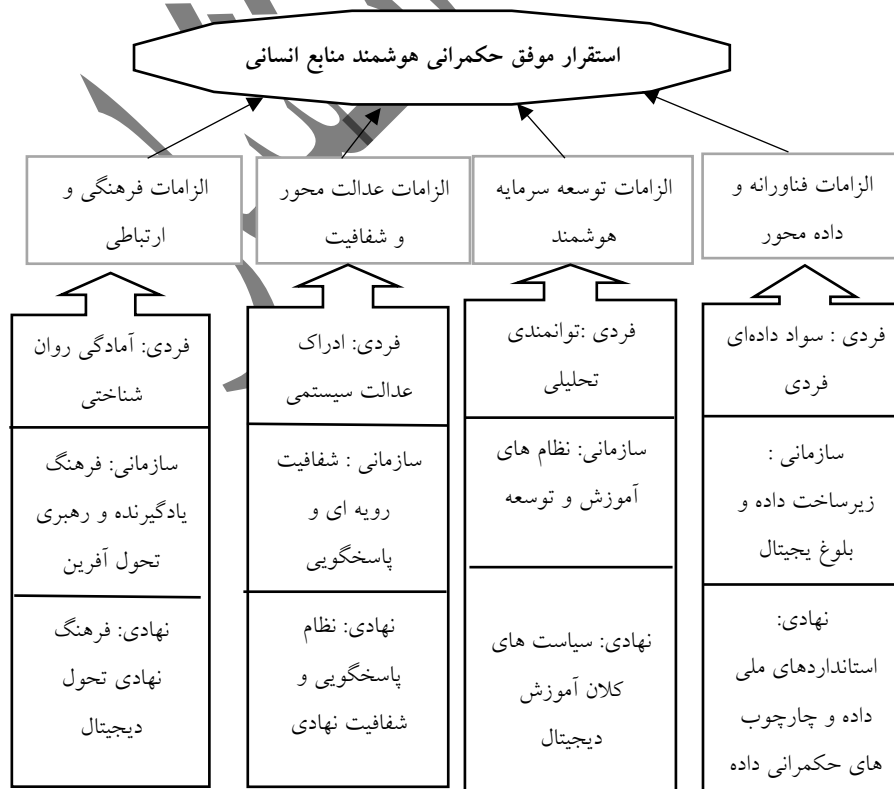 استقرار موفق حکمرانی هوشمند منابع انسانی
الزامات فناورانه و
داده محور
الزامات توسعه سرمایه
هوشمند
الزامات عدالت محور
و شفافیت
الزامات فرهنگی و
ارتباطی
فردی : سواد داده‌ای
فردی
سازمانی :
زیرساخت داده و
بلوغ یجیتال
نهادی:
استانداردهای ملی
داده و چارچوب
های حکمرانی داده
فردی :توانمندی
تحلیلی
سازمانی: نظام های
آموزش و توسعه
نهادی: سیاست های
کلان آموزش
دیجیتال
فردی: ادراک
عدالت سیستمی
سازمانی : شفافیت
رویه ای و
پاسخگویی
نهادی: نظام
پاسخگویی و
شفافیت نهادی
فردی: آمادگی روان
شناختی
سازمانی: فرهنگ
یادگیرنده و رهبری
تحول آفرین
نهادی: فرهنگ
نهادی تحول
دیجیتال